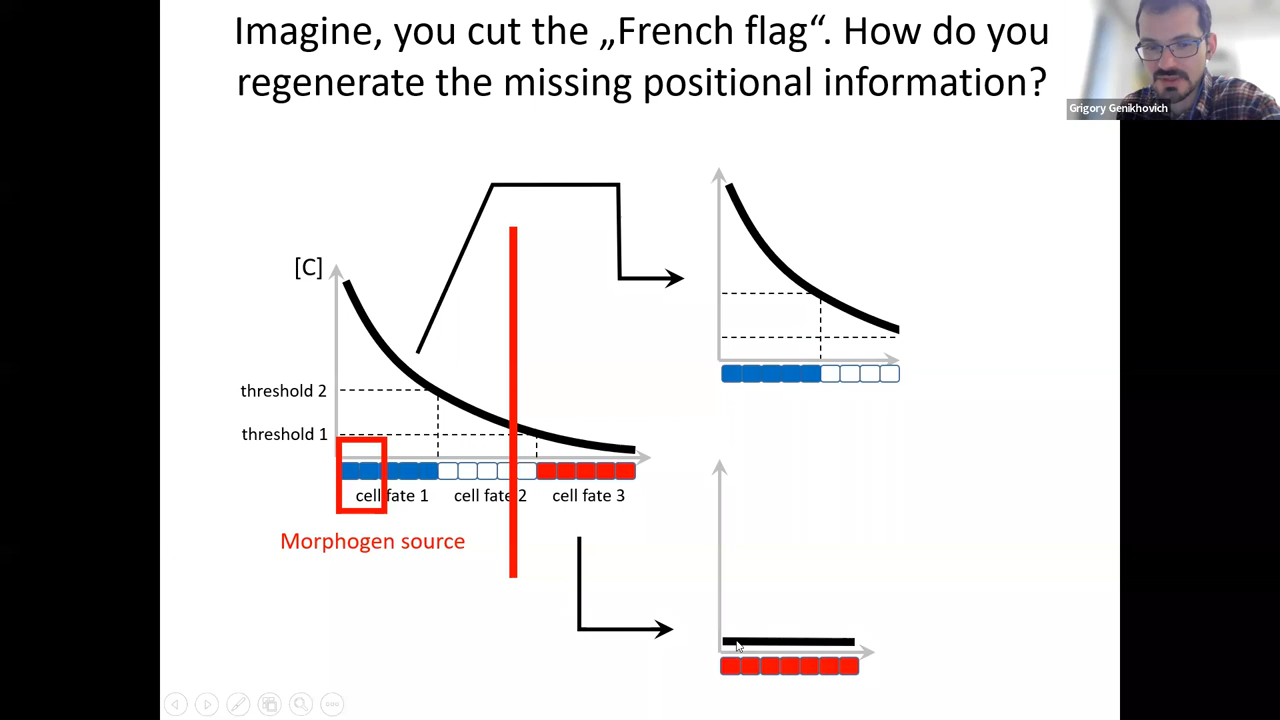 Imagine, you cut the „French flag“. How do you
regenerate the missing positional information?
Grigory Genikhovich
[C]
threshold 2
threshold 1
cell fate 1
cell fate 2
cell fate 3
Morphogen source